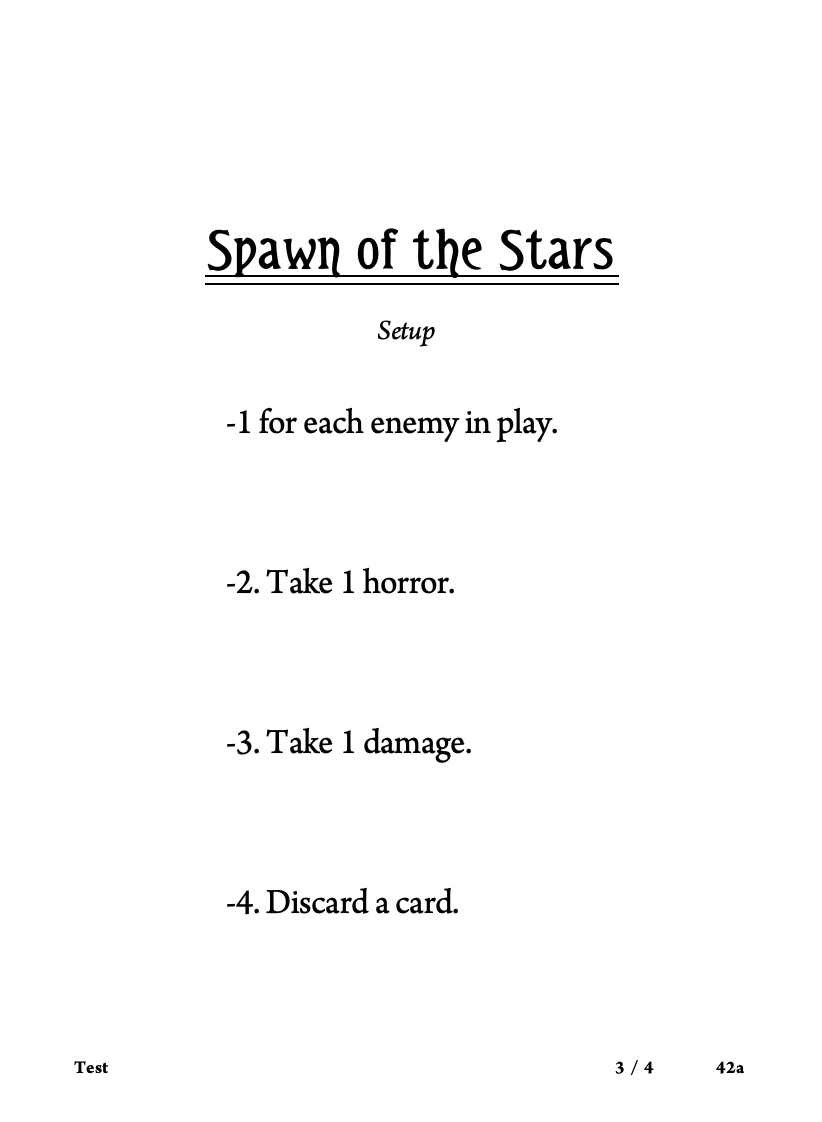 Spawn of the Stars
Setup
-1 for each enemy in play.
-2. Take 1 horror.
-3. Take 1 damage.
-4. Discard a card.
Test 3 / 4 42a